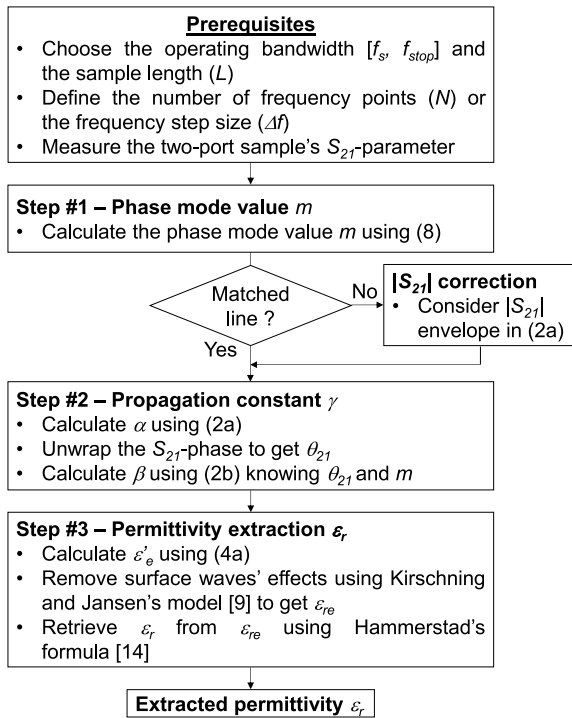 Prerequisites
• Choose the operating bandwidth [fs, fstop] and
the sample length (L)
• Define the number of frequency points (N) or
the frequency step size (Δf)
• Measure the two-port sample's S21-parameter
Step #1 – Phase mode value m
• Calculate the phase mode value m using (8)
Matched
line ?
No
Yes
|S21| correction
• Consider |S21|
envelope in (2a)
Step #2 – Propagation constant γ
• Calculate α using (2a)
• Unwrap the S21-phase to get θ21
• Calculate β using (2b) knowing θ21 and m
Step #3 – Permittivity extraction εr
• Calculate ε'e using (4a)
• Remove surface waves' effects using Kirschning
and Jansen's model [9] to get εre
• Retrieve εr from εre using Hammerstad's
formula [14]
Extracted permittivity εr